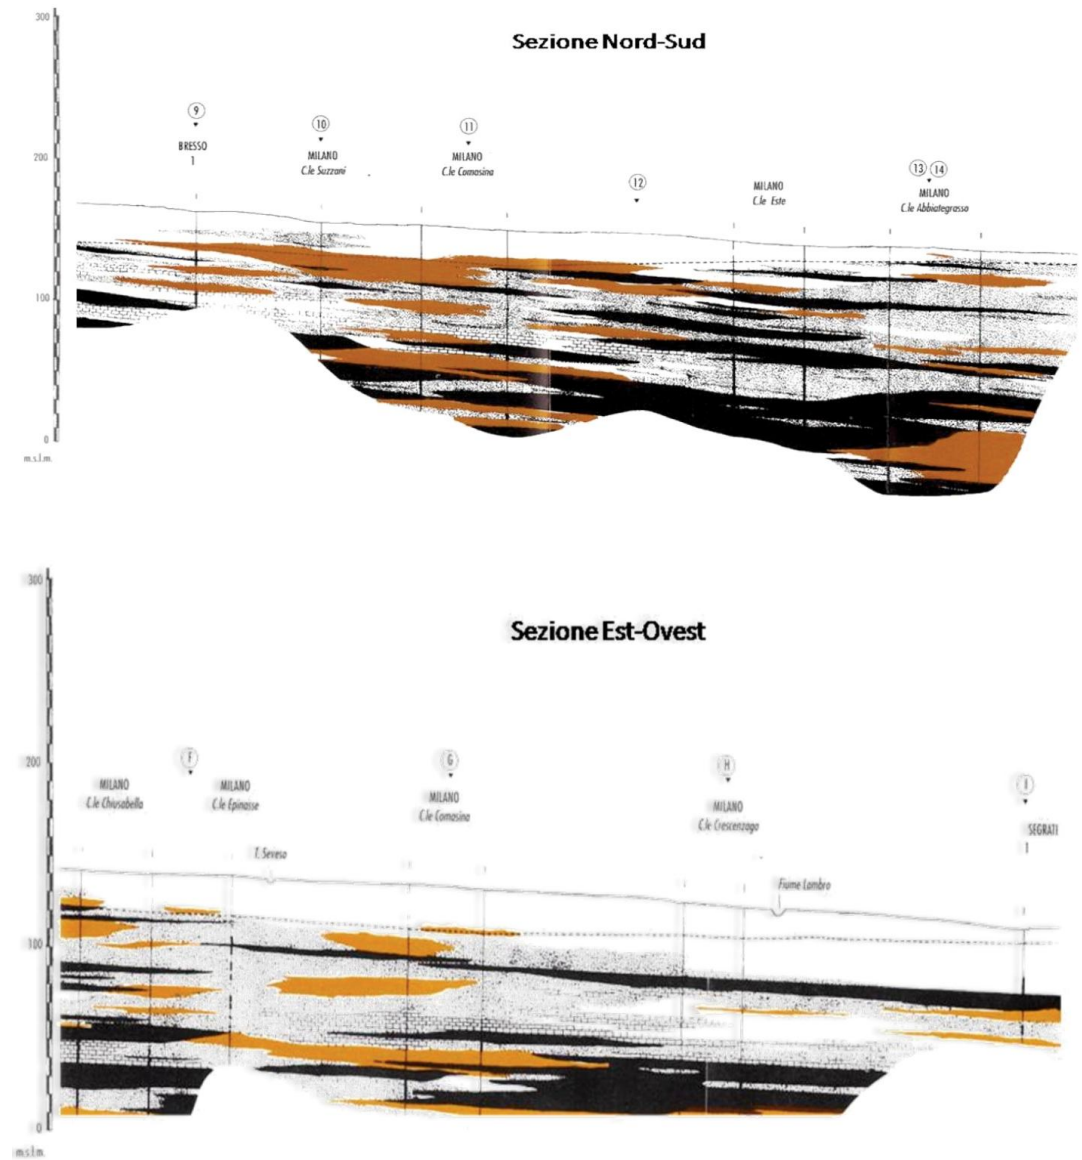 300
Sezione Nord-Sud
9
10
11
BRESSO
1
MILANO
C.le Suzzani
MILANO
C.le Comasina
12
MILANO
C.le Este
13 14
MILANO
C.le Abbiategrasso
200
100
0
m.s.l.m.
300
Sezione Est-Ovest
200
F
G
H
I
MILANO
C.le Chiusabella
MILANO
C.le Epinasse
MILANO
C.le Comasina
MILANO
C.le Crescenzago
SEGRATE
1
T. Seveso
Fiume Lambro
100
0
m.s.l.m.